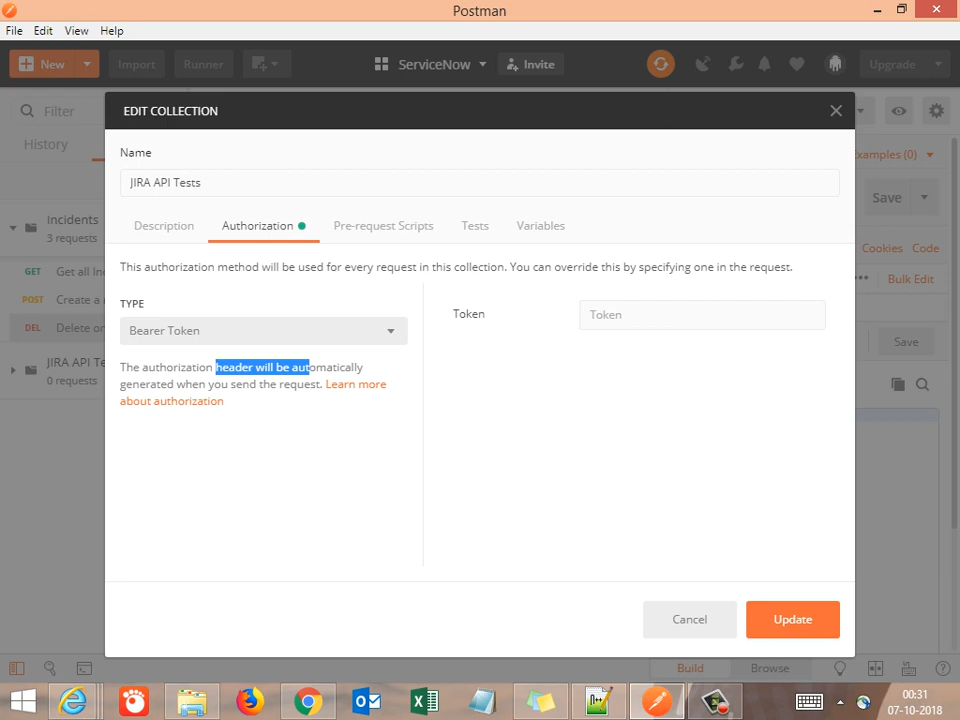 Postman
File Edit View Help
New Import Runner ServiceNow Invite Upgrade
Filter
History
EDIT COLLECTION
Name
JIRA API Tests
Description Authorization Pre-request Scripts Tests Variables
This authorization method will be used for every request in this collection. You can override this by specifying one in the request.
TYPE
Bearer Token
The authorization header will be automatically
generated when you send the request. Learn more
about authorization
Token
Token
Cancel
Update
Incidents
3 requests
GET Get all
POST Create a
DEL Delete
JIRA API
0 requests
(0)
Save
Cookies Code
Bulk Edit
Save
Build Browse
00:31
07-10-2018